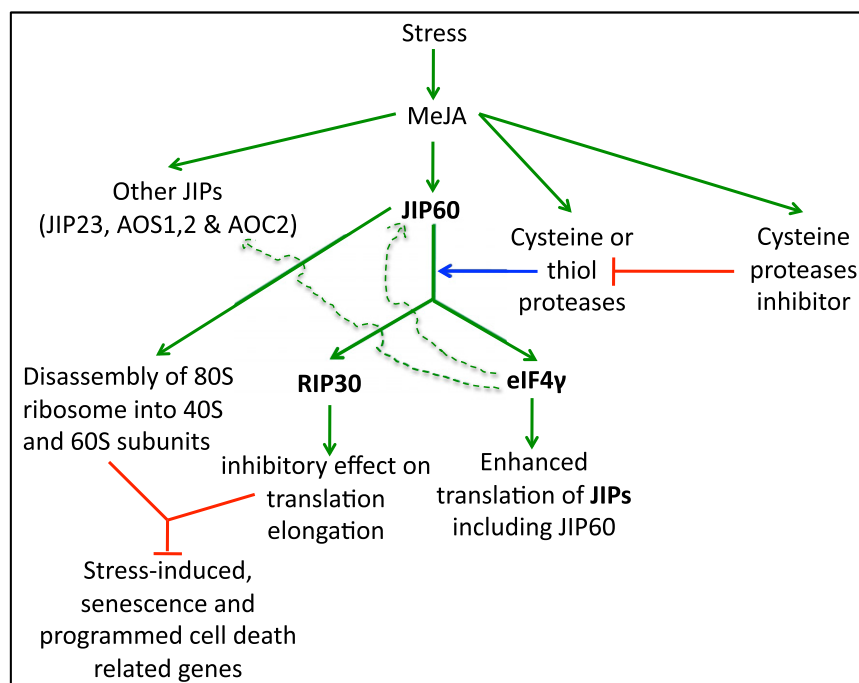 Stress
MeJA
Other JIPs
(JIP23, AOS1,2 & AOC2)
JIP60
Cysteine or
thiol
proteases
Cysteine
proteases
inhibitor
Disassembly of 80S
ribosome into 40S
and 60S subunits
RIP30
eIF4γ
inhibitory effect on
translation
elongation
Enhanced
translation of JIPs
including JIP60
Stress-induced,
senescence and
programmed cell death
related genes